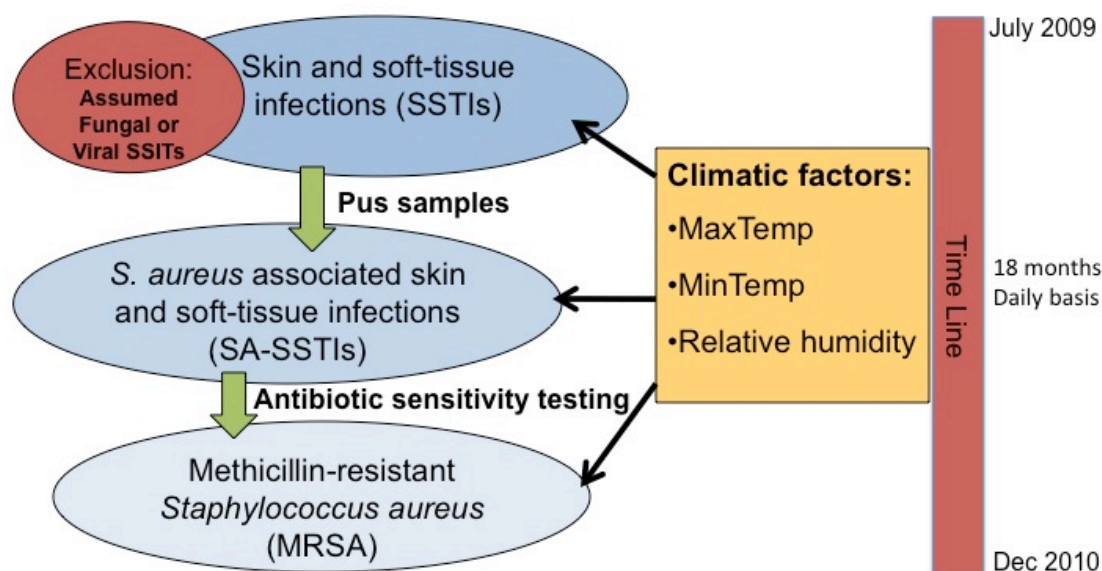 Exclusion:
Assumed
Fungal or
Viral SSITs
Skin and soft-tissue
infections (SSTIs)
Pus samples
S. aureus associated skin
and soft-tissue infections
(SA-SSTIs)
Antibiotic sensitivity testing
Methicillin-resistant
Staphylococcus aureus
(MRSA)
Climatic factors:
•MaxTemp
•MinTemp
•Relative humidity
Time Line
July 2009
18 months
Daily basis
Dec 2010